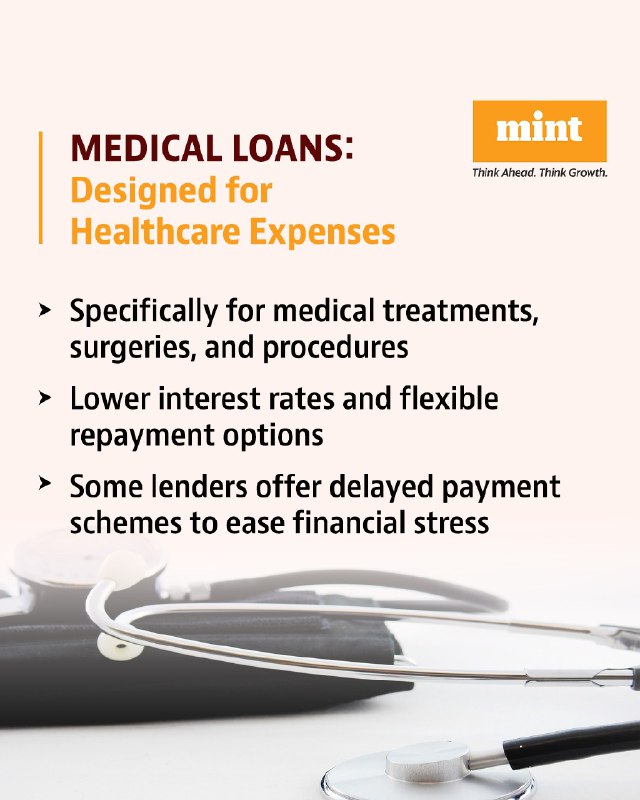 mint
Think Ahead. Think Growth.
MEDICAL LOANS:
Designed for
Healthcare Expenses
➤ Specifically for medical treatments,
surgeries, and procedures
➤ Lower interest rates and flexible
repayment options
➤ Some lenders offer delayed payment
schemes to ease financial stress